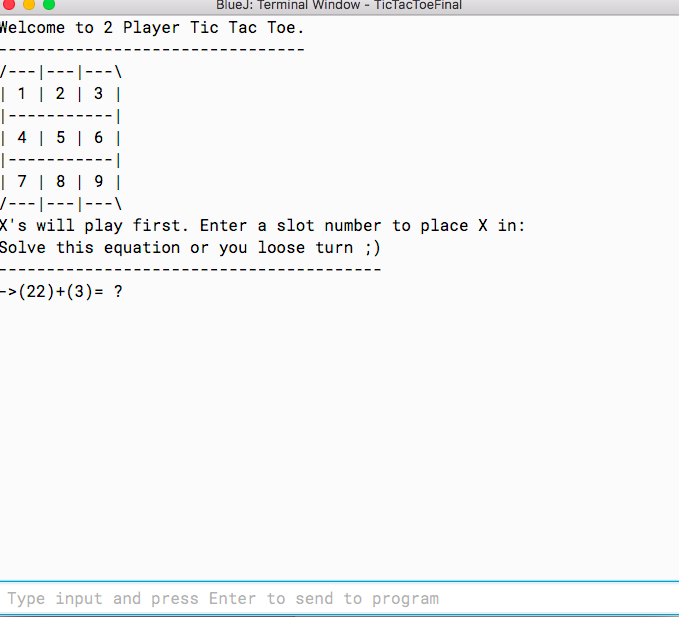 BlueJ: Terminal Window - TicTacToeFinal
Welcome to 2 Player Tic Tac Toe.
--------------------------------
/---|---|---\
| 1 | 2 | 3 |
|-----------|
| 4 | 5 | 6 |
|-----------|
| 7 | 8 | 9 |
/---|---|---\
X's will play first. Enter a slot number to place X in:
Solve this equation or you loose turn ;)
----------------------------------------
->(22)+(3)= ?
Type input and press Enter to send to program